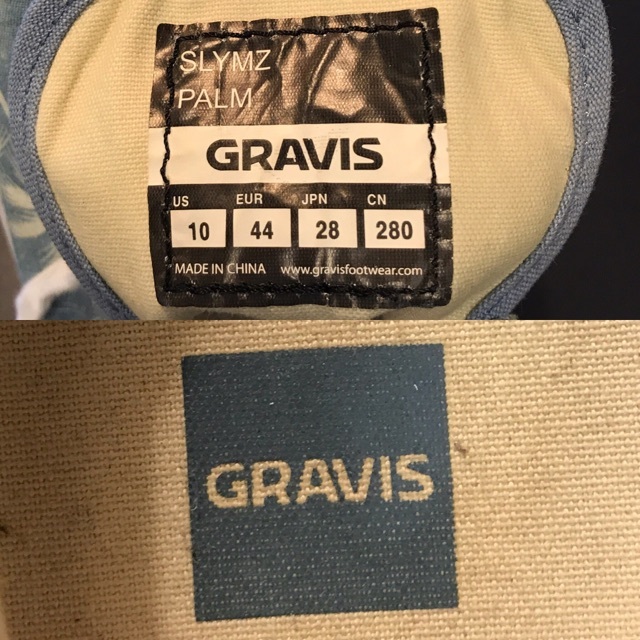 SLYMZ
PALM
GRAVIS
US EUR JPN CN
10 44 28 280
MADE IN CHINA www.gravisfootwear.com
GRAVIS